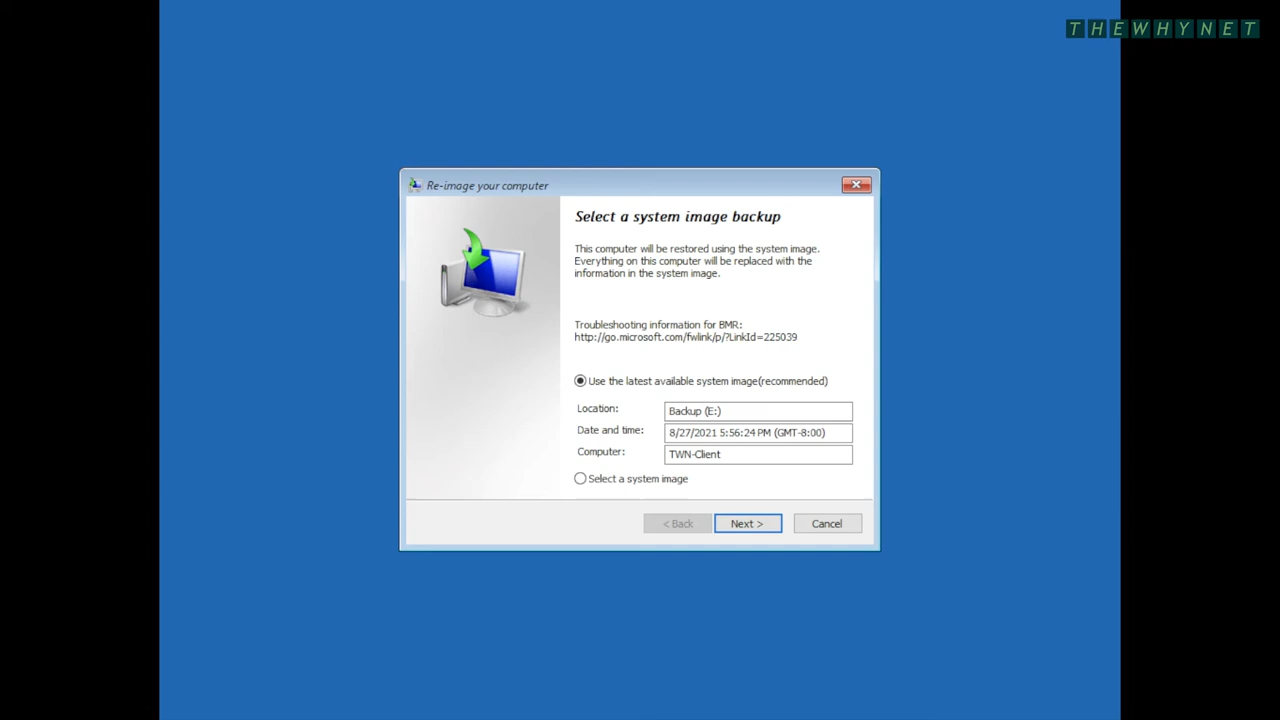 THEWHYNET
Re-image your computer
Select a system image backup
This computer will be restored using the system image.
Everything on this computer will be replaced with the
information in the system image.
Troubleshooting information for BMR:
http://go.microsoft.com/fwlink/p/?LinkId=225039
Use the latest available system image(recommended)
Location: Backup (E:)
Date and time: 8/27/2021 5:56:24 PM (GMT-8:00)
Computer: TWN-Client
Select a system image
< Back Next > Cancel